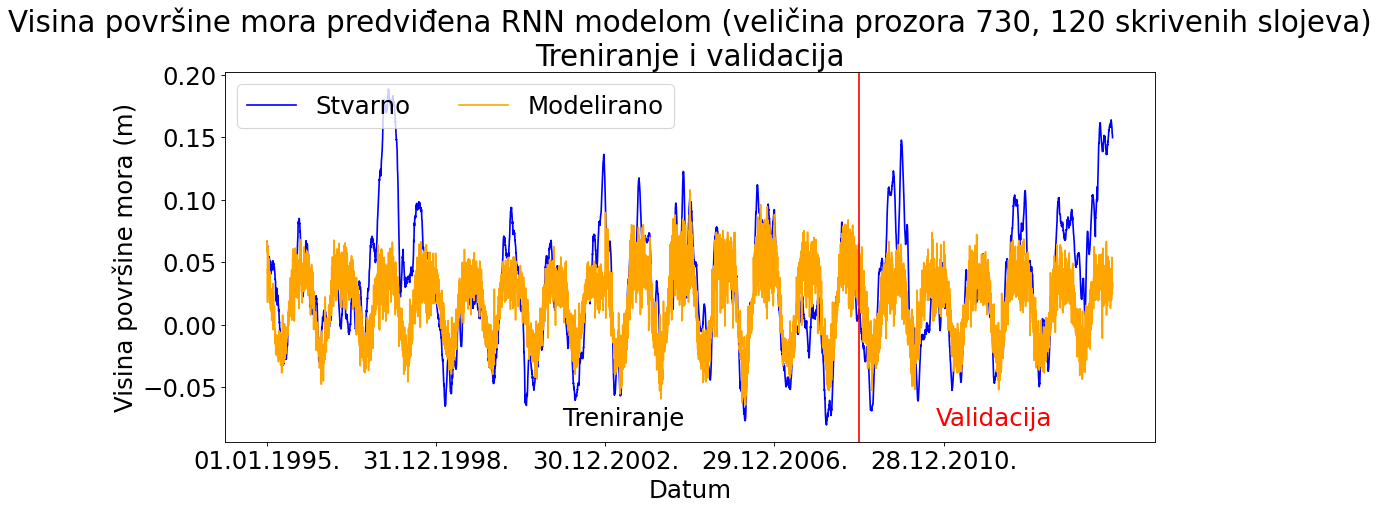 Visina površine mora predviđena RNN modelom (veličina prozora 730, 120 skrivenih slojeva)
Treniranje i validacija
Visina površine mora (m)
0.20
0.15
0.10
0.05
0.00
−0.05
Stvarno
Modelirano
Treniranje
Validacija
01.01.1995.
31.12.1998.
30.12.2002.
29.12.2006.
28.12.2010.
Datum